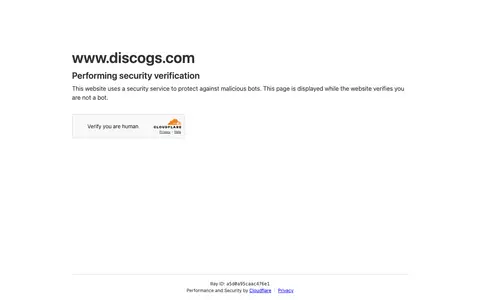 www.discogs.com
Performing security verification
This website uses a security service to protect against malicious bots. This page is displayed while the website verifies you
are not a bot.
Verify you are human
CLOUDFLARE
Privacy · Help
Key ID: a5d0a95caac476e1
Performance and Security by Cloudflare | Privacy